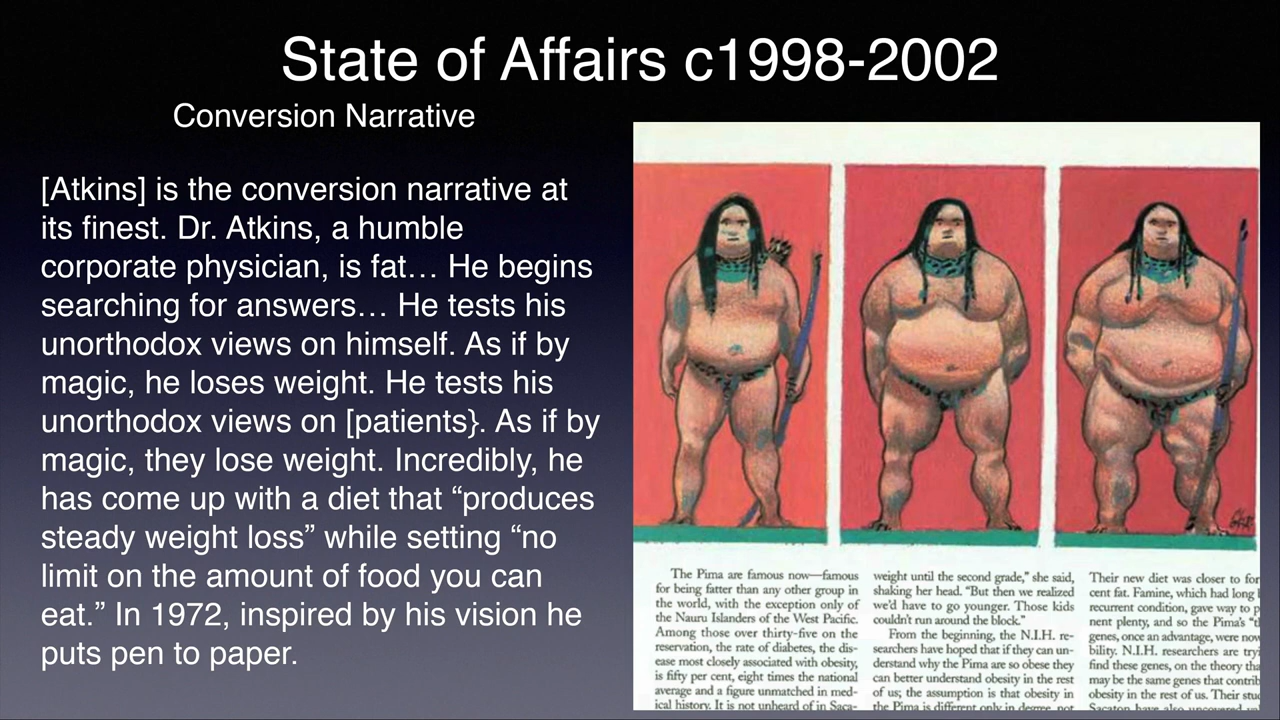 State of Affairs c1998-2002
Conversion Narrative
[Atkins] is the conversion narrative at
its finest. Dr. Atkins, a humble
corporate physician, is fat… He begins
searching for answers… He tests his
unorthodox views on himself. As if by
magic, he loses weight. He tests his
unorthodox views on [patients}. As if by
magic, they lose weight. Incredibly, he
has come up with a diet that “produces
steady weight loss” while setting “no
limit on the amount of food you can
eat.” In 1972, inspired by his vision he
puts pen to paper.
The Pima are famous now—famous
for being fatter than any other group in
the world, with the exception only of
the Nauru Islanders of the West Pacific.
Among those over thirty-five on the
reservation, the rate of diabetes, the dis-
ease most closely associated with obesity,
is fifty per cent, eight times the national
average and a figure unmatched in med-
ical history. It is not unheard of in Saca-
weight until the second grade,” she said,
shaking her head. “But then we realized
we’d have to go younger. Those kids
couldn’t run around the block.”
From the beginning, the N.I.H. re-
searchers have hoped that if they can un-
derstand why the Pima are so obese they
can better understand obesity in the rest
of us; the assumption is that obesity in
the Pima is different only in degree, not
Their new diet was closer to
cent fat. Famine, which had long
recurrent condition, gave way to
nent plenty, and so the Pima’s
genes, once an advantage, were
bility. N.I.H. researchers are
find these genes, on the theory
may be the same genes that
obesity in the rest of us. Their
Sacaton have also